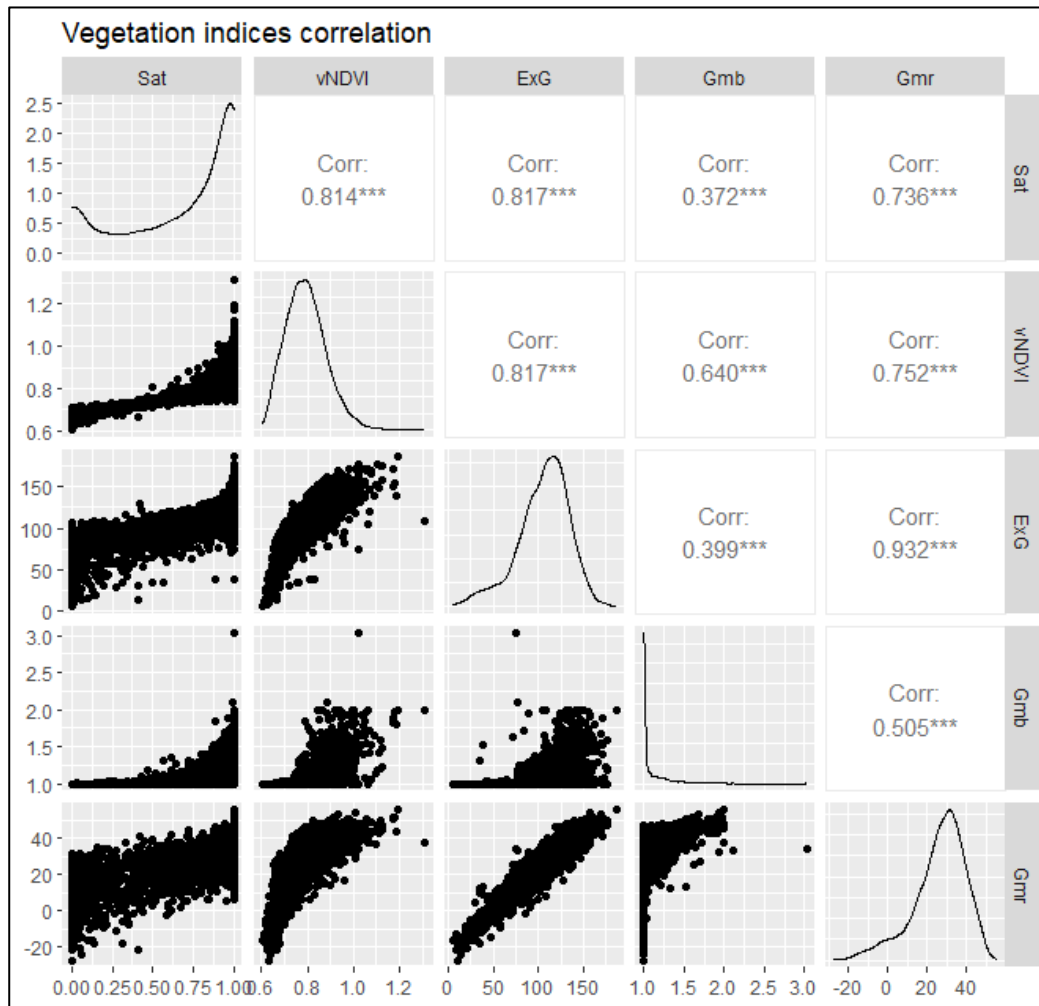 Vegetation indices correlation
Sat vNDVI ExG Gmb Gmr
2.5
2.0
1.5
1.0
0.5
0.0
Corr:
0.814***
Corr:
0.817***
Corr:
0.372***
Corr:
0.736***
Sat
1.2
1.0
0.8
0.6
Corr:
0.817***
Corr:
0.640***
Corr:
0.752***
vNDVI
150
100
50
0
Corr:
0.399***
Corr:
0.932***
ExG
3.0
2.5
2.0
1.5
1.0
Corr:
0.505***
Gmb
40
20
0
-20
Gmr
0.00 0.25 0.50 0.75 1.00 0.6 0.8 1.0 1.2 0 50 100 150 1.0 1.5 2.0 2.5 3.0 -20 0 20 40